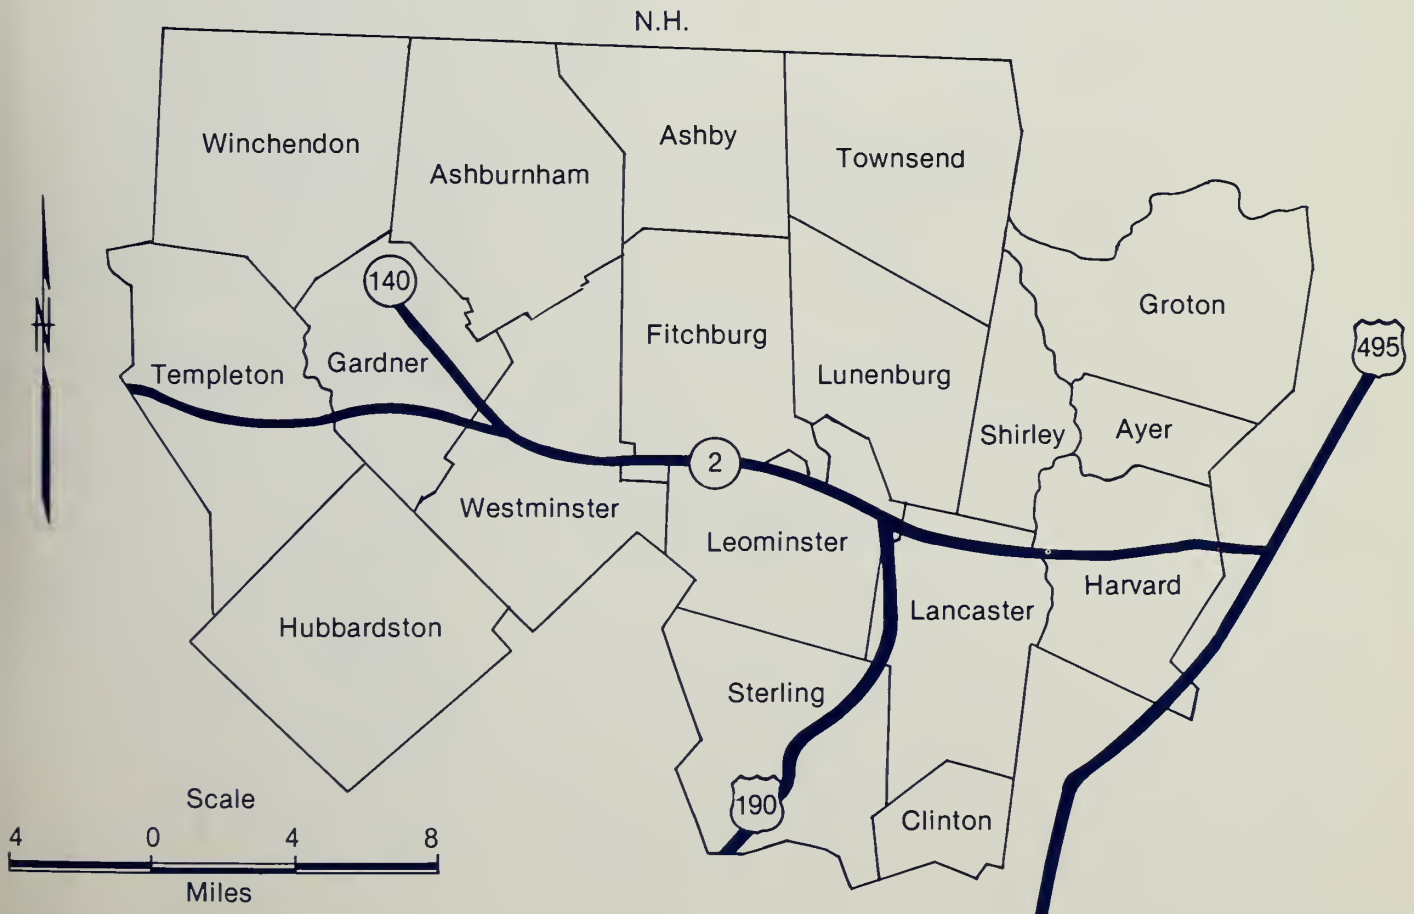 N.H.
Winchendon
Ashburnham
Ashby
Townsend
N
140
Groton
Templeton
Gardner
Fitchburg
Lunenburg
495
Shirley
Ayer
2
Westminster
Leominster
Harvard
Lancaster
Hubbardston
Sterling
190
Clinton
Scale
4 0 4 8
Miles